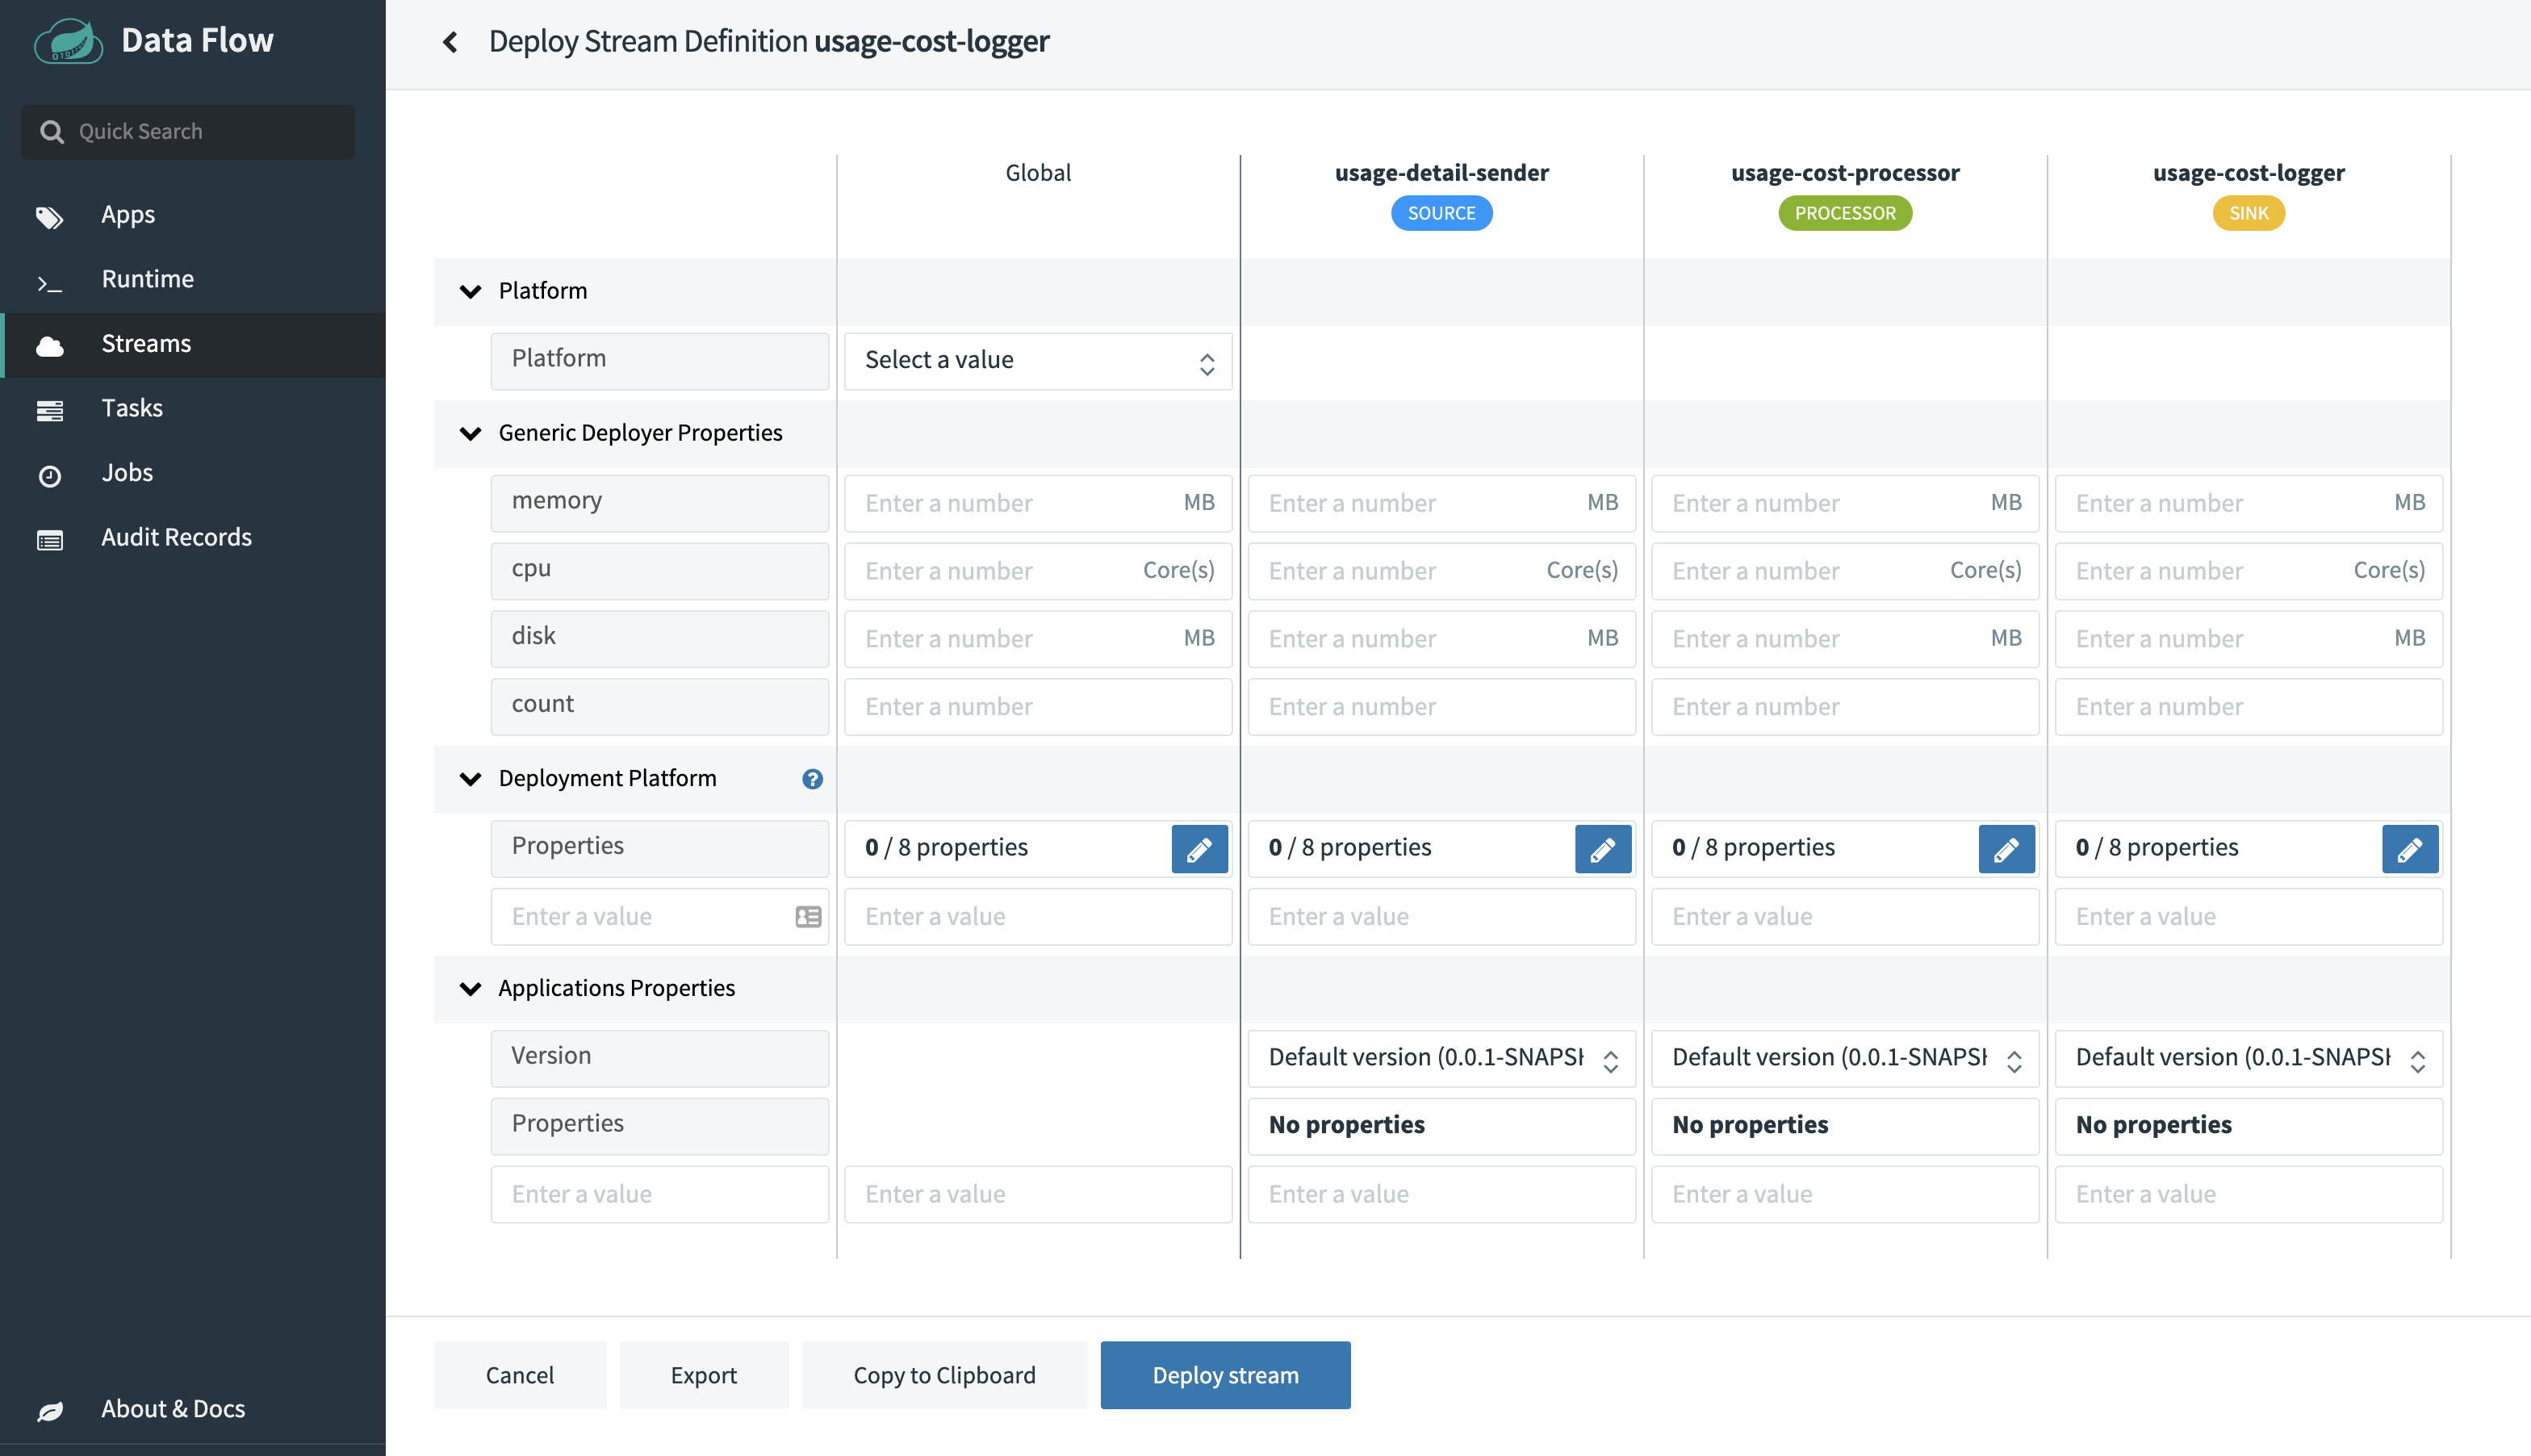 Data Flow
Quick Search
Apps
Runtime
Streams
Tasks
Jobs
Audit Records
About & Docs
Deploy Stream Definition usage-cost-logger
Global usage-detail-sender usage-cost-processor usage-cost-logger
SOURCE PROCESSOR SINK
Platform
Platform Select a value
Generic Deployer Properties
memory Enter a number MB Enter a number MB Enter a number MB Enter a number MB
cpu Enter a number Core(s) Enter a number Core(s) Enter a number Core(s) Enter a number Core(s)
disk Enter a number MB Enter a number MB Enter a number MB Enter a number MB
count Enter a number Enter a number Enter a number Enter a number
Deployment Platform ?
Properties 0 / 8 properties 0 / 8 properties 0 / 8 properties 0 / 8 properties
Enter a value Enter a value Enter a value Enter a value Enter a value
Applications Properties
Version Default version (0.0.1-SNAPSH Default version (0.0.1-SNAPSH Default version (0.0.1-SNAPSH
Properties No properties No properties No properties
Enter a value Enter a value Enter a value Enter a value Enter a value
Cancel Export Copy to Clipboard Deploy stream